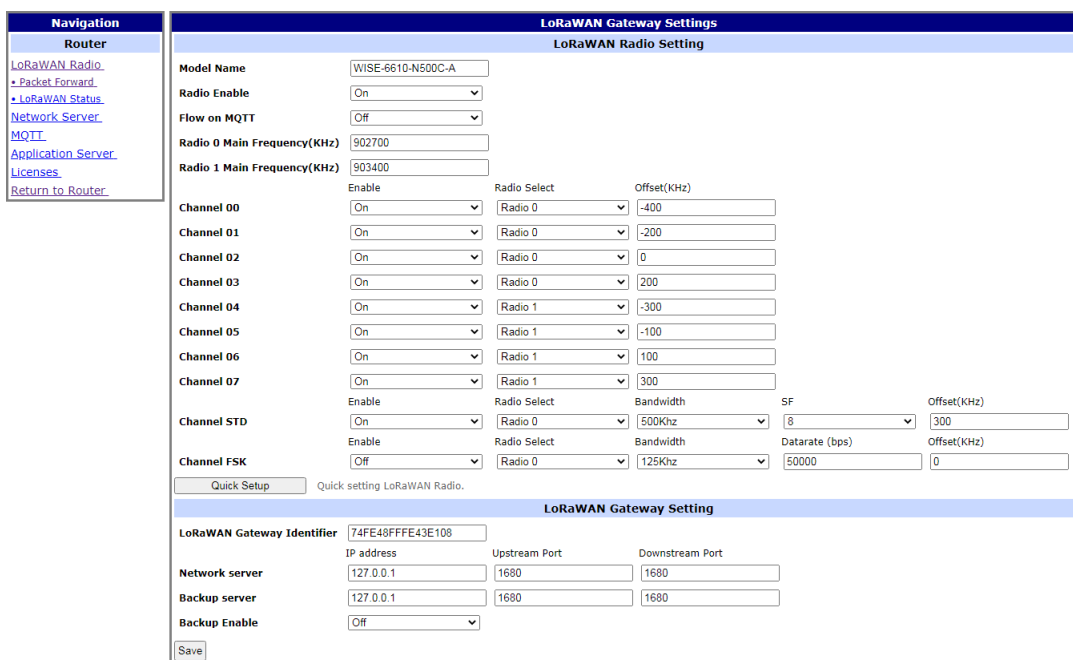 Navigation
Router
LoRaWAN Radio
• Packet Forward
• LoRaWAN Status
Network Server
MQTT
Application Server
Licenses
Return to Router
LoRaWAN Gateway Settings
LoRaWAN Radio Setting
Model Name WISE-6610-N500C-A
Radio Enable On
Flow on MQTT Off
Radio 0 Main Frequency(KHz) 902700
Radio 1 Main Frequency(KHz) 903400
Enable Radio Select Offset(KHz)
Channel 00 On Radio 0 -400
Channel 01 On Radio 0 -200
Channel 02 On Radio 0 0
Channel 03 On Radio 0 200
Channel 04 On Radio 1 -300
Channel 05 On Radio 1 -100
Channel 06 On Radio 1 100
Channel 07 On Radio 1 300
Enable Radio Select Bandwidth SF Offset(KHz)
Channel STD On Radio 0 500Khz 8 300
Enable Radio Select Bandwidth Datarate (bps) Offset(KHz)
Channel FSK Off Radio 0 125Khz 50000 0
Quick Setup Quick setting LoRaWAN Radio.
LoRaWAN Gateway Setting
LoRaWAN Gateway Identifier 74FE48FFFE43E108
IP address Upstream Port Downstream Port
Network server 127.0.0.1 1680 1680
Backup server 127.0.0.1 1680 1680
Backup Enable Off
Save